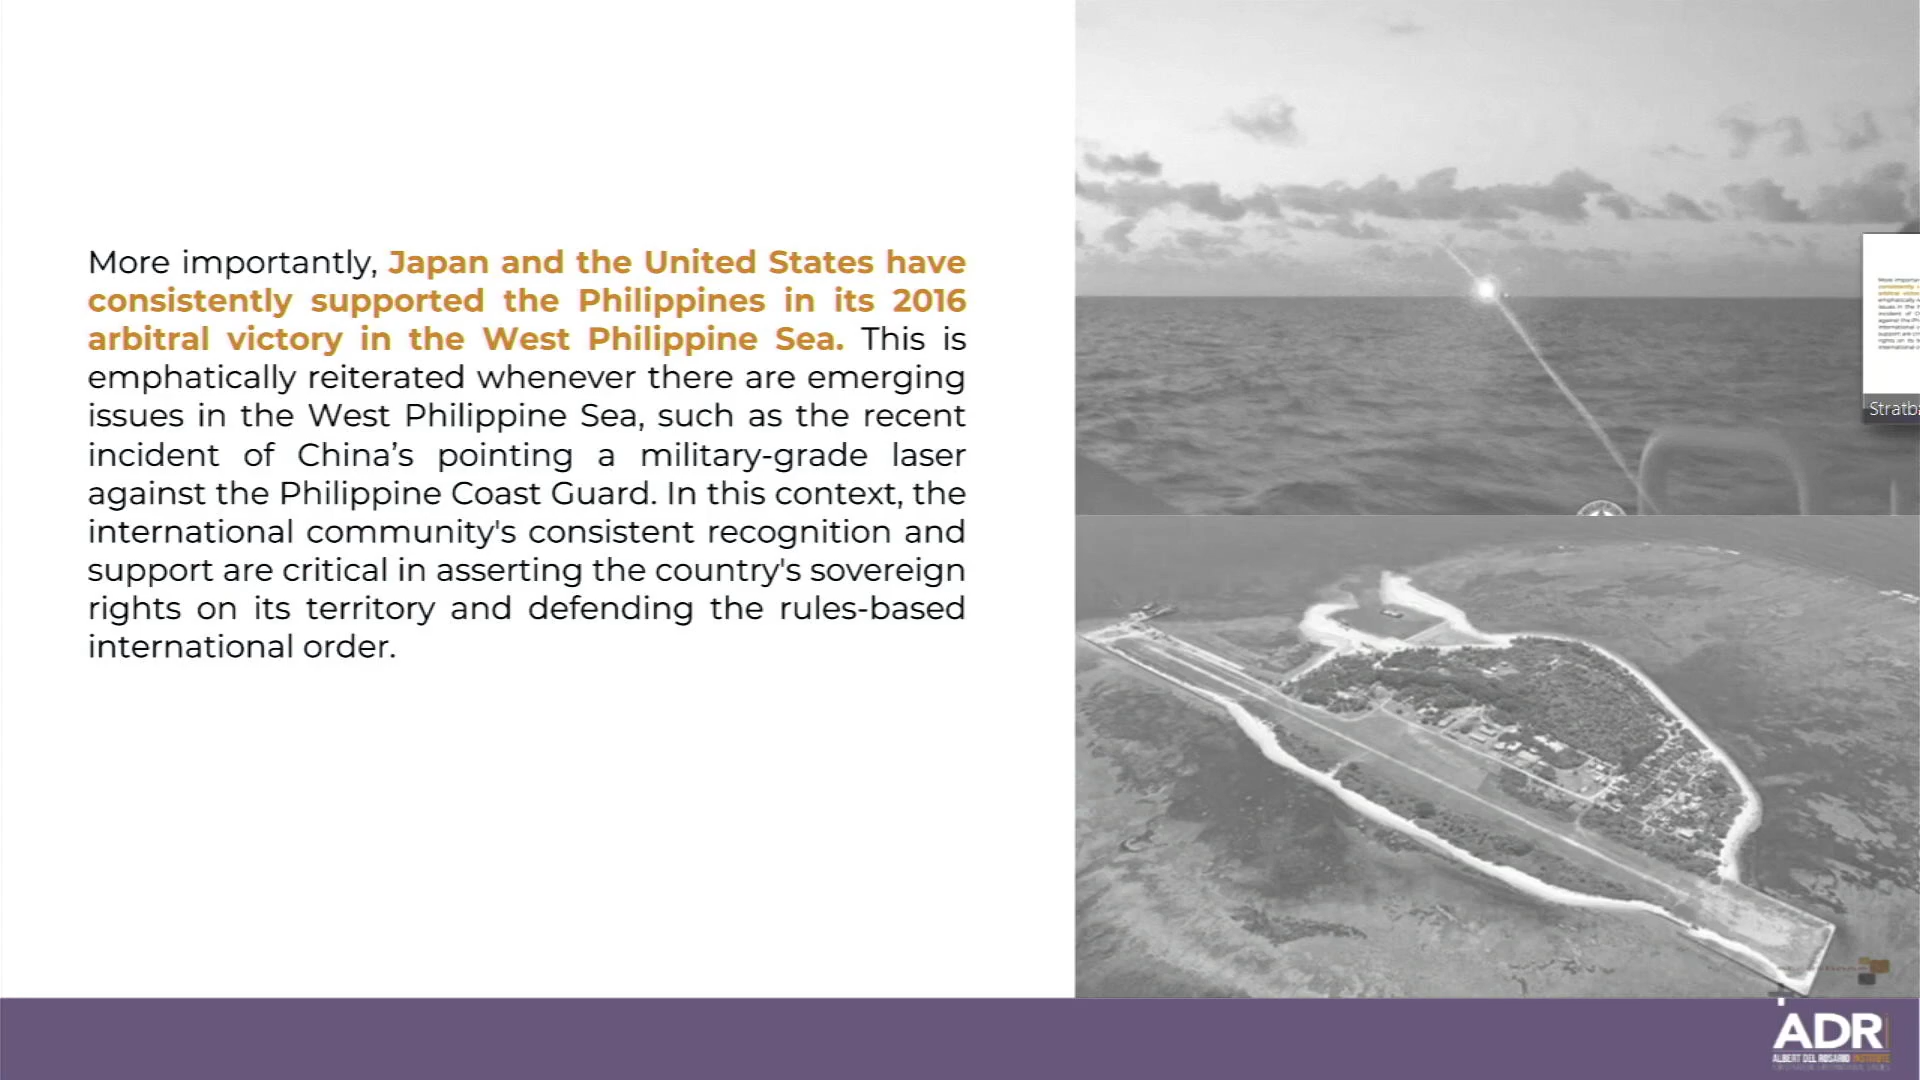 More importantly, Japan and the United States have
consistently supported the Philippines in its 2016
arbitral victory in the West Philippine Sea. This is
emphatically reiterated whenever there are emerging
issues in the West Philippine Sea, such as the recent
incident of China’s pointing a military-grade laser
against the Philippine Coast Guard. In this context, the
international community's consistent recognition and
support are critical in asserting the country's sovereign
rights on its territory and defending the rules-based
international order.
Stratb
ADR
ALBERT DEL ROSARIO INSTITUTE